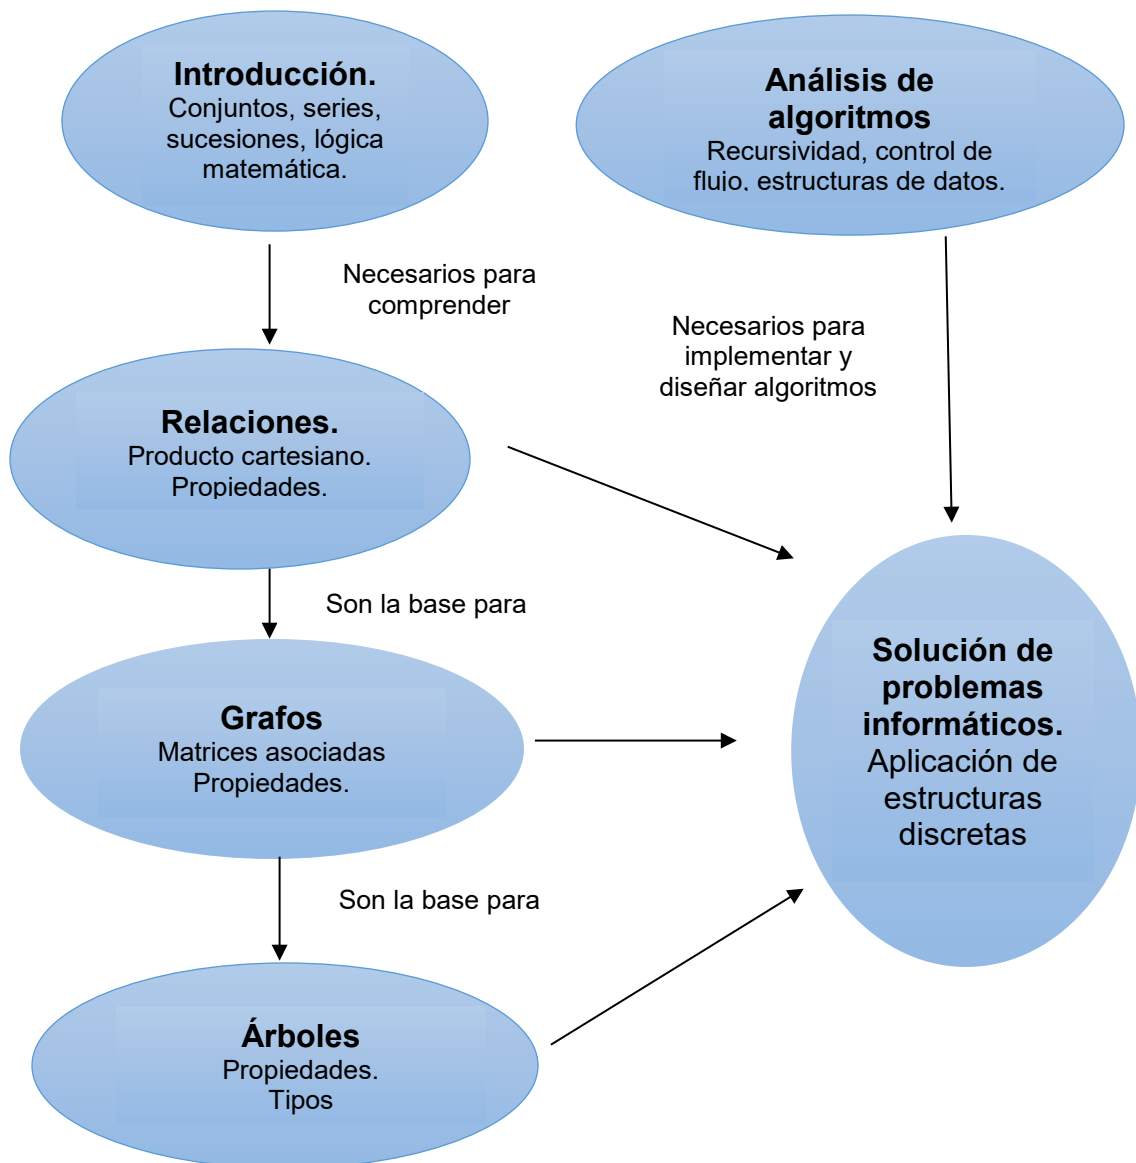 Introducción.
Conjuntos, series,
sucesiones, lógica
matemática.
Análisis de
algoritmos
Recursividad, control de
flujo, estructuras de datos.
Necesarios para
comprender
Necesarios para
implementar y
diseñar algoritmos
Relaciones.
Producto cartesiano.
Propiedades.
Son la base para
Grafos
Matrices asociadas
Propiedades.
Solución de
problemas
informáticos.
Aplicación de
estructuras
discretas
Son la base para
Árboles
Propiedades.
Tipos